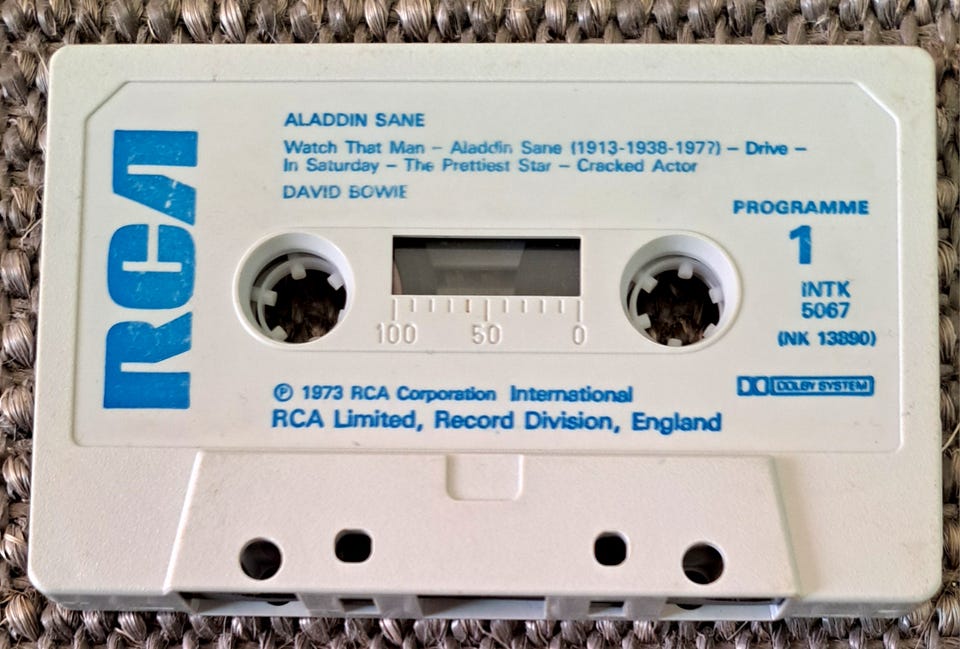 RCA
ALADDIN SANE
Watch That Man – Aladdin Sane (1913-1938-197?) – Drive –
In Saturday – The Prettiest Star – Cracked Actor
DAVID BOWIE
PROGRAMME
1
INTK
5067
(NK 13890)
100 50 0
DOLBY SYSTEM
Ⓟ 1973 RCA Corporation International
RCA Limited, Record Division, England